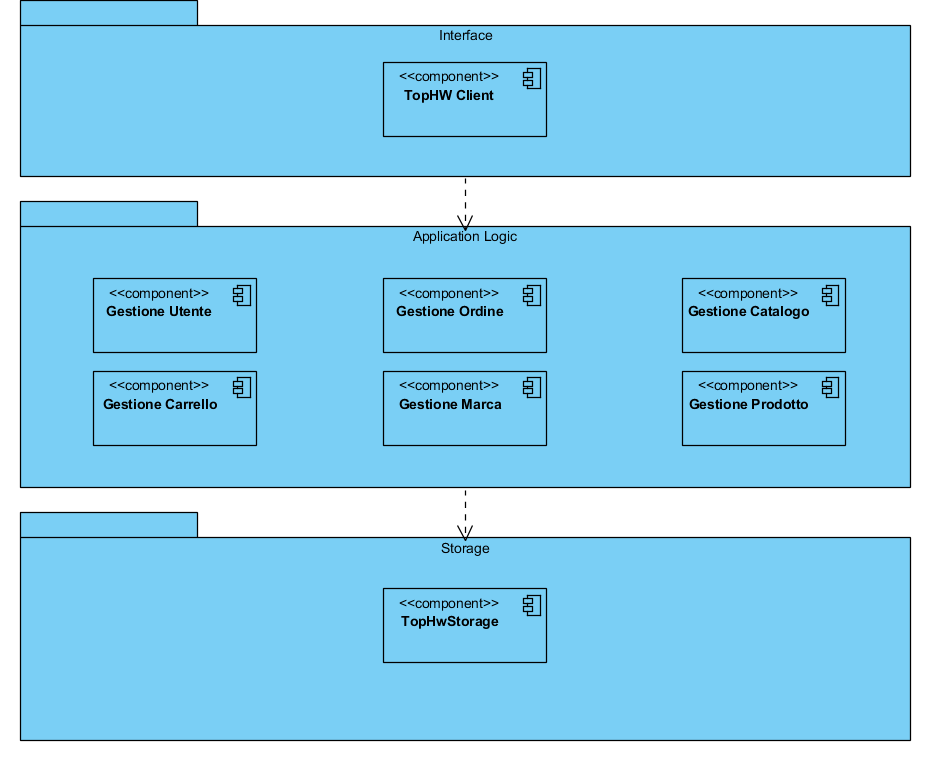 Interface
<<component>>
TopHW Client
Application Logic
<<component>>
Gestione Utente
<<component>>
Gestione Ordine
<<component>>
Gestione Catalogo
<<component>>
Gestione Carrello
<<component>>
Gestione Marca
<<component>>
Gestione Prodotto
Storage
<<component>>
TopHwStorage